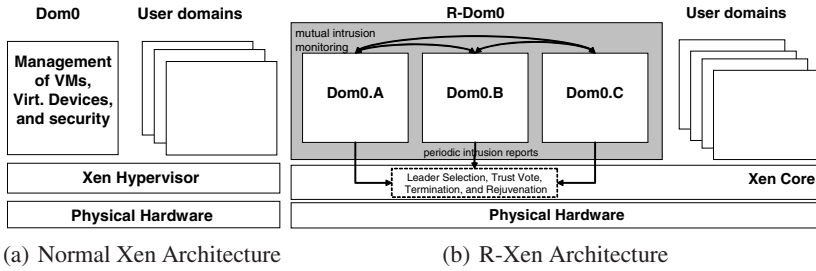 Dom0
User domains
Management
of VMs,
Virt. Devices,
and security
Xen Hypervisor
Physical Hardware
(a) Normal Xen Architecture
R-Dom0
User domains
mutual intrusion
monitoring
Dom0.A
Dom0.B
Dom0.C
periodic intrusion reports
Leader Selection, Trust Vote,
Termination, and Rejuvenation
Xen Core
Physical Hardware
(b) R-Xen Architecture